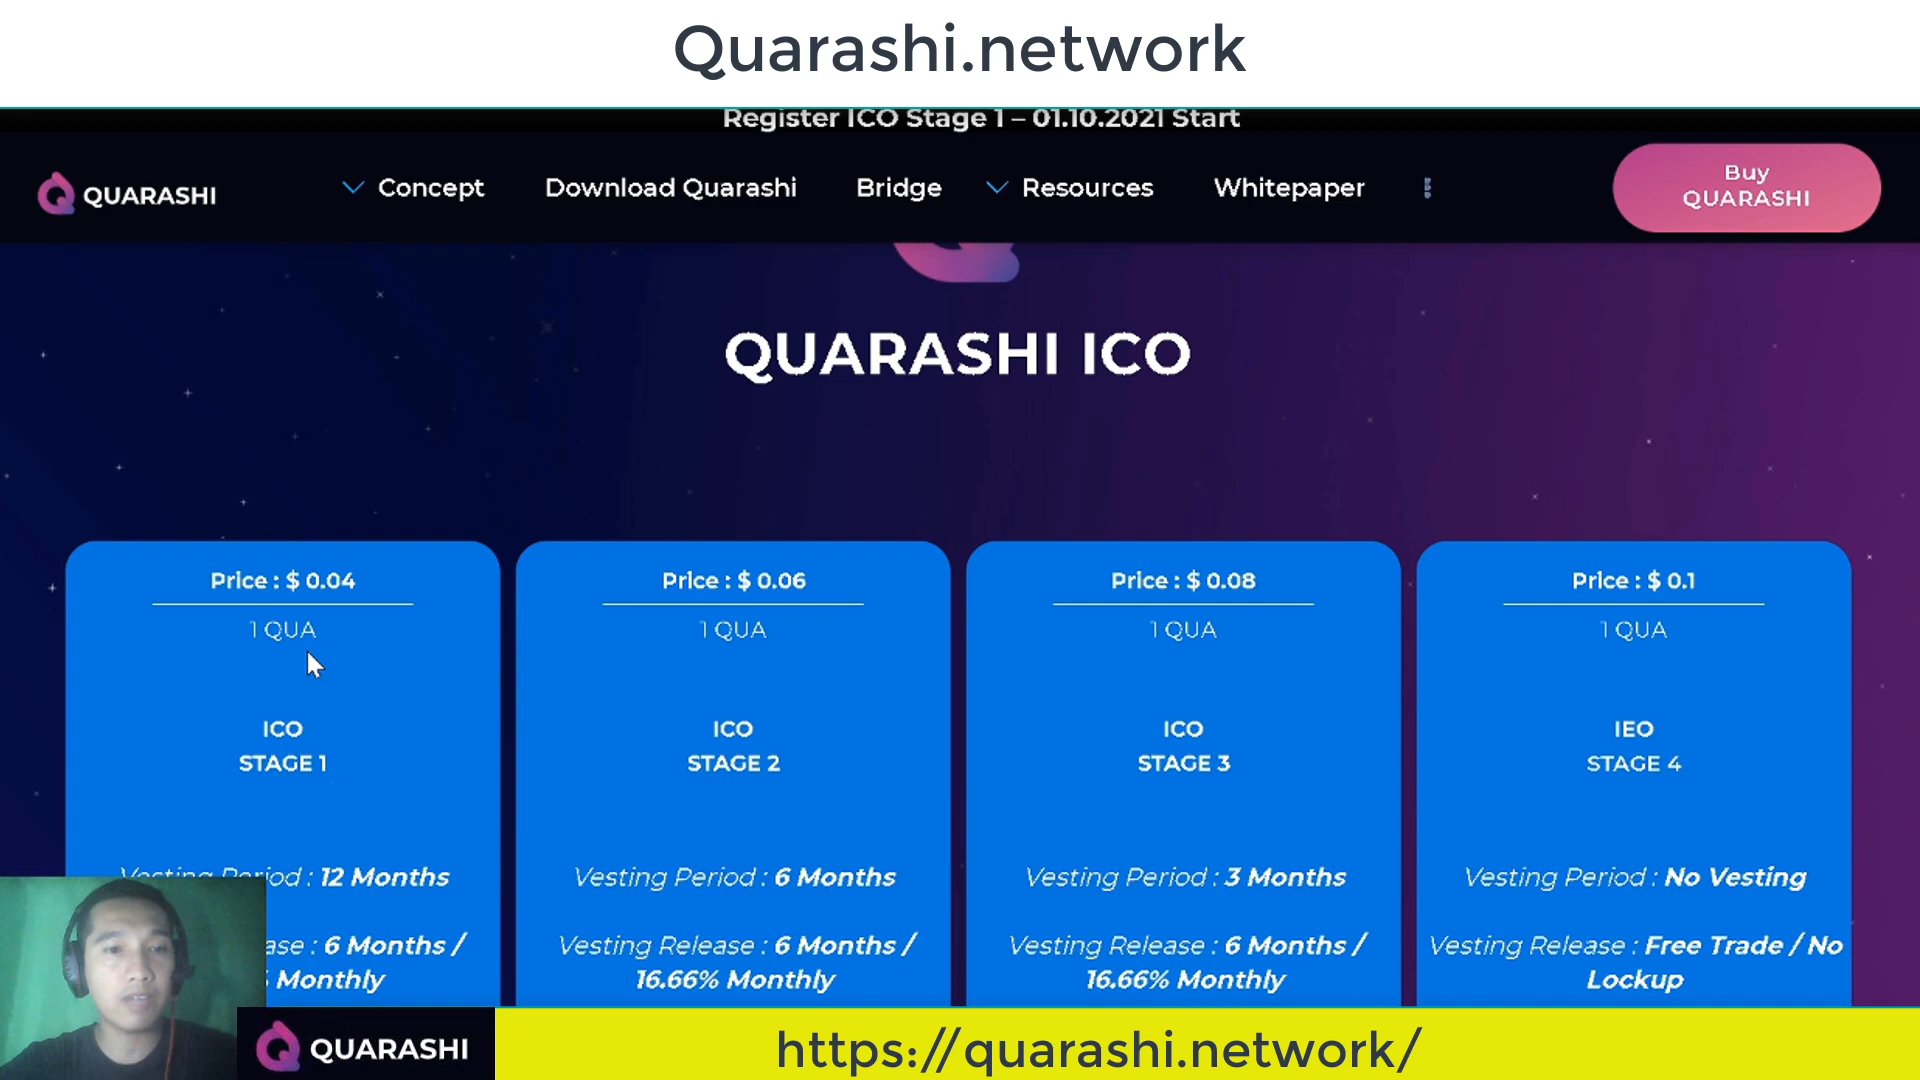 Quarashi.network
Register ICO Stage 1 – 01.10.2021 Start
QUARASHI
Concept
Download Quarashi
Bridge
Resources
Whitepaper
Buy
QUARASHI
QUARASHI ICO
Price : $ 0.04
1 QUA
ICO
STAGE 1
Vesting Period : 12 Months
: 6 Months /
Monthly
Price : $ 0.06
1 QUA
ICO
STAGE 2
Vesting Period : 6 Months
Vesting Release : 6 Months /
16.66% Monthly
Price : $ 0.08
1 QUA
ICO
STAGE 3
Vesting Period : 3 Months
Vesting Release : 6 Months /
16.66% Monthly
Price : $ 0.1
1 QUA
IEO
STAGE 4
Vesting Period : No Vesting
Vesting Release : Free Trade / No
Lockup
QUARASHI
https://quarashi.network/